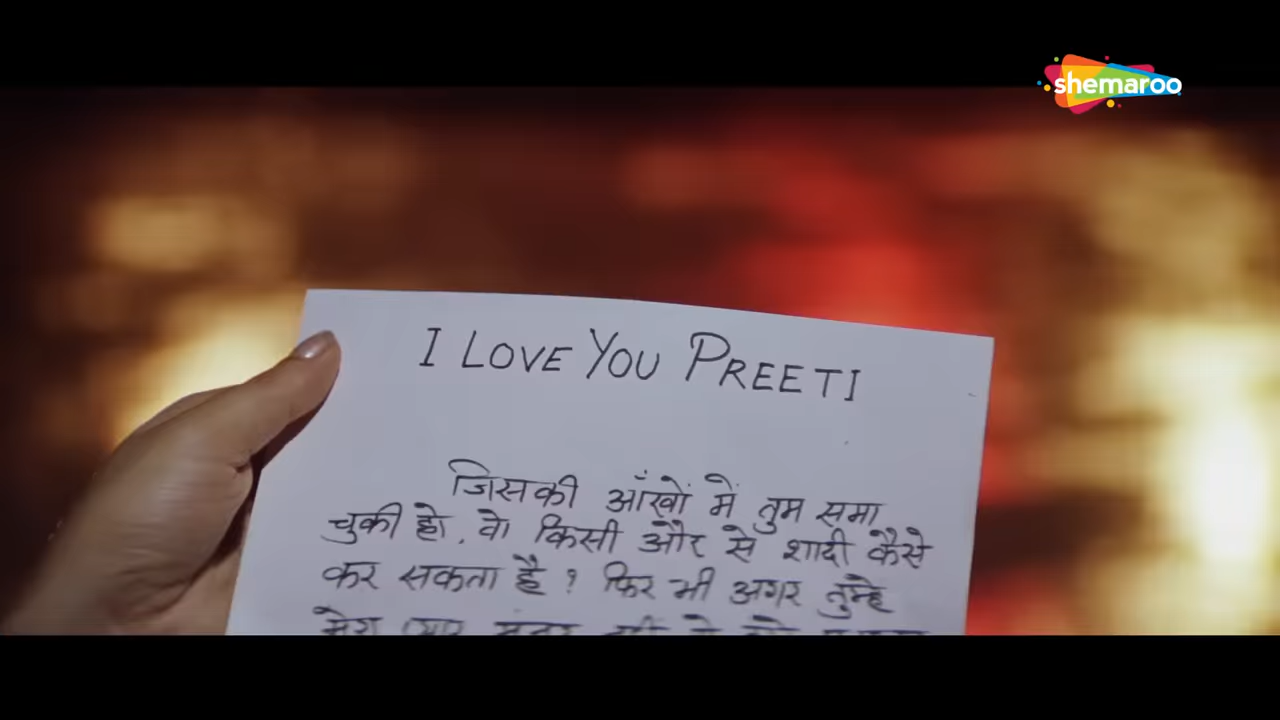 shemaroo
I LOVE YOU PREETI
जिसकी आँखों में तुम समा
चुकी हो, वो किसी और से शादी कैसे
कर सकता है ? फिर भी अगर तुम्हे
मेरा प्यार